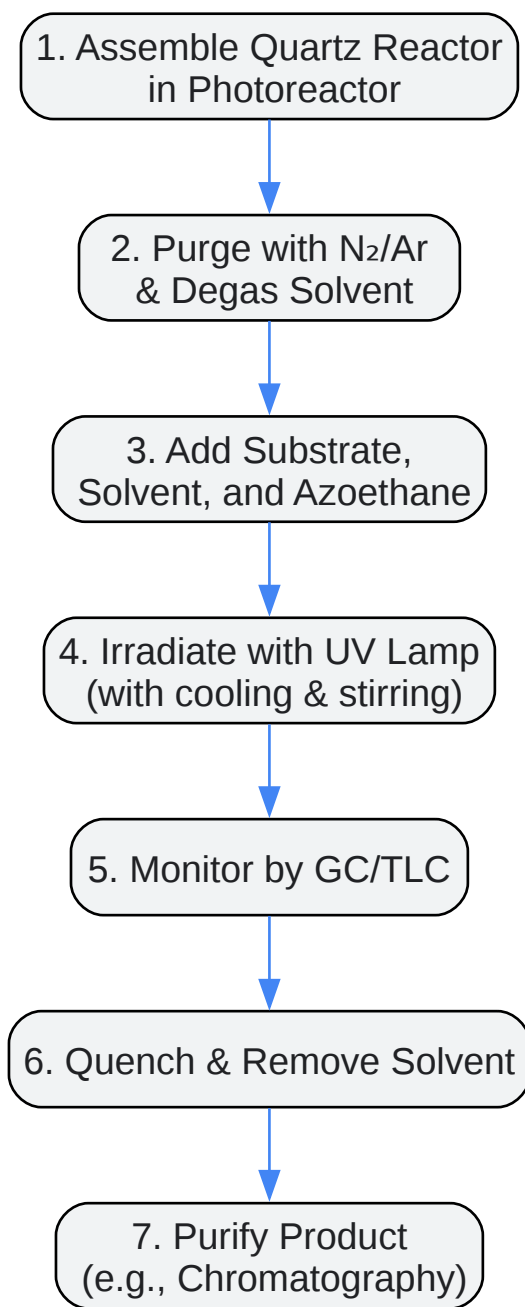 1. Assemble Quartz Reactor
in Photoreactor
2. Purge with N₂/Ar
& Degas Solvent
3. Add Substrate,
Solvent, and Azoethane
4. Irradiate with UV Lamp
(with cooling & stirring)
5. Monitor by GC/TLC
6. Quench & Remove Solvent
7. Purify Product
(e.g., Chromatography)